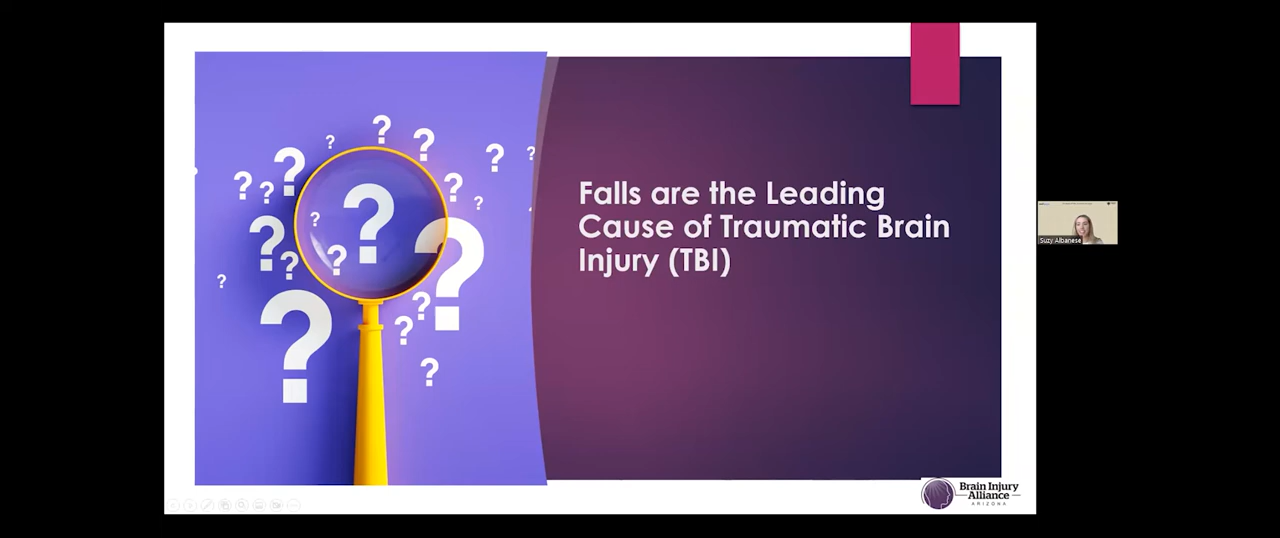 Falls are the Leading
Cause of Traumatic Brain
Injury (TBI)
Suzy Albanese
Brain Injury
Alliance
ARIZONA